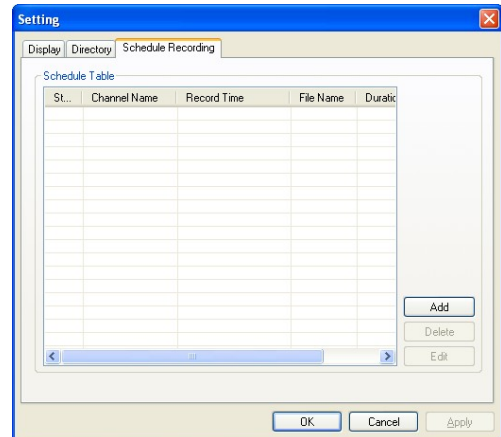 Setting
Display Directory Schedule Recording
Schedule Table
St... Channel Name Record Time File Name Duratic
Add
Delete
Edit
OK Cancel Apply